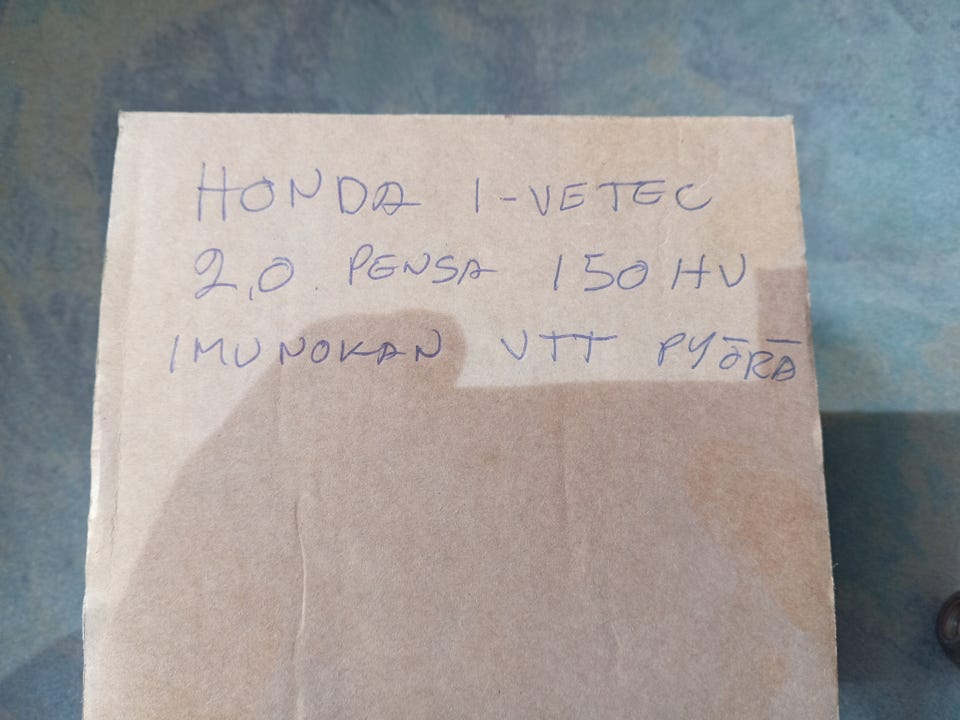 HONDA I-VETEC
2,0 PENSA 150 HV
IMUNOKAN VTT PYÖRÄ